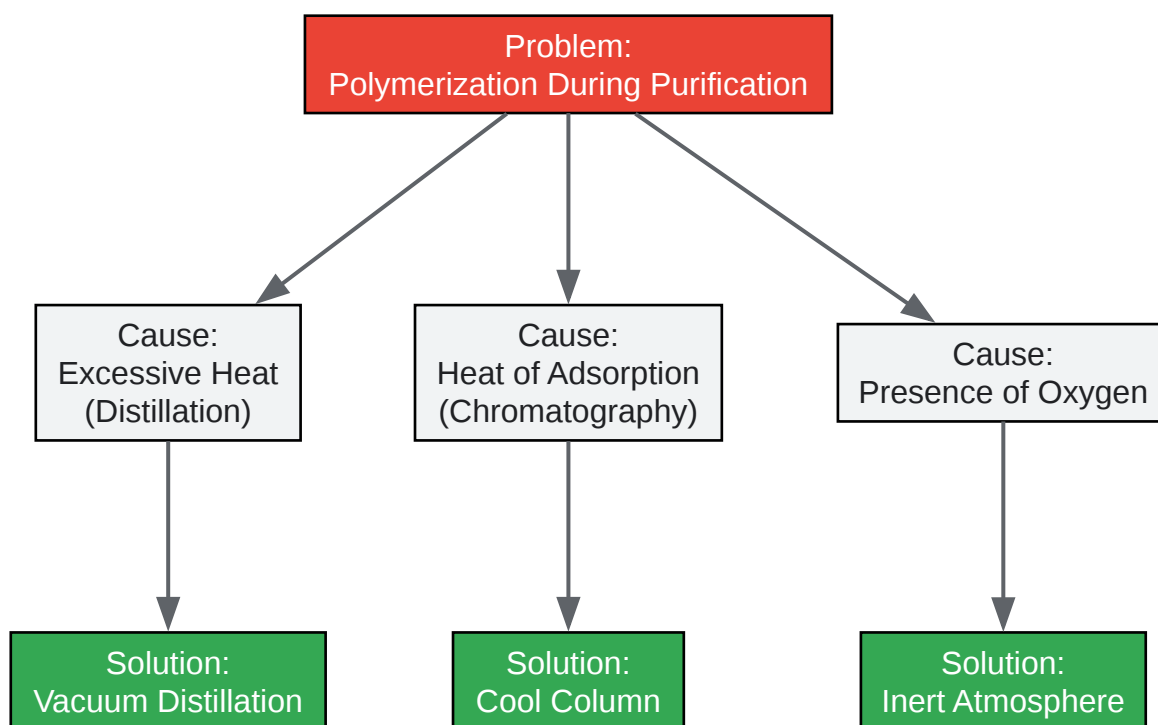 Problem:
Polymerization During Purification
Cause:
Excessive Heat
(Distillation)
Cause:
Heat of Adsorption
(Chromatography)
Cause:
Presence of Oxygen
Solution:
Vacuum Distillation
Solution:
Cool Column
Solution:
Inert Atmosphere